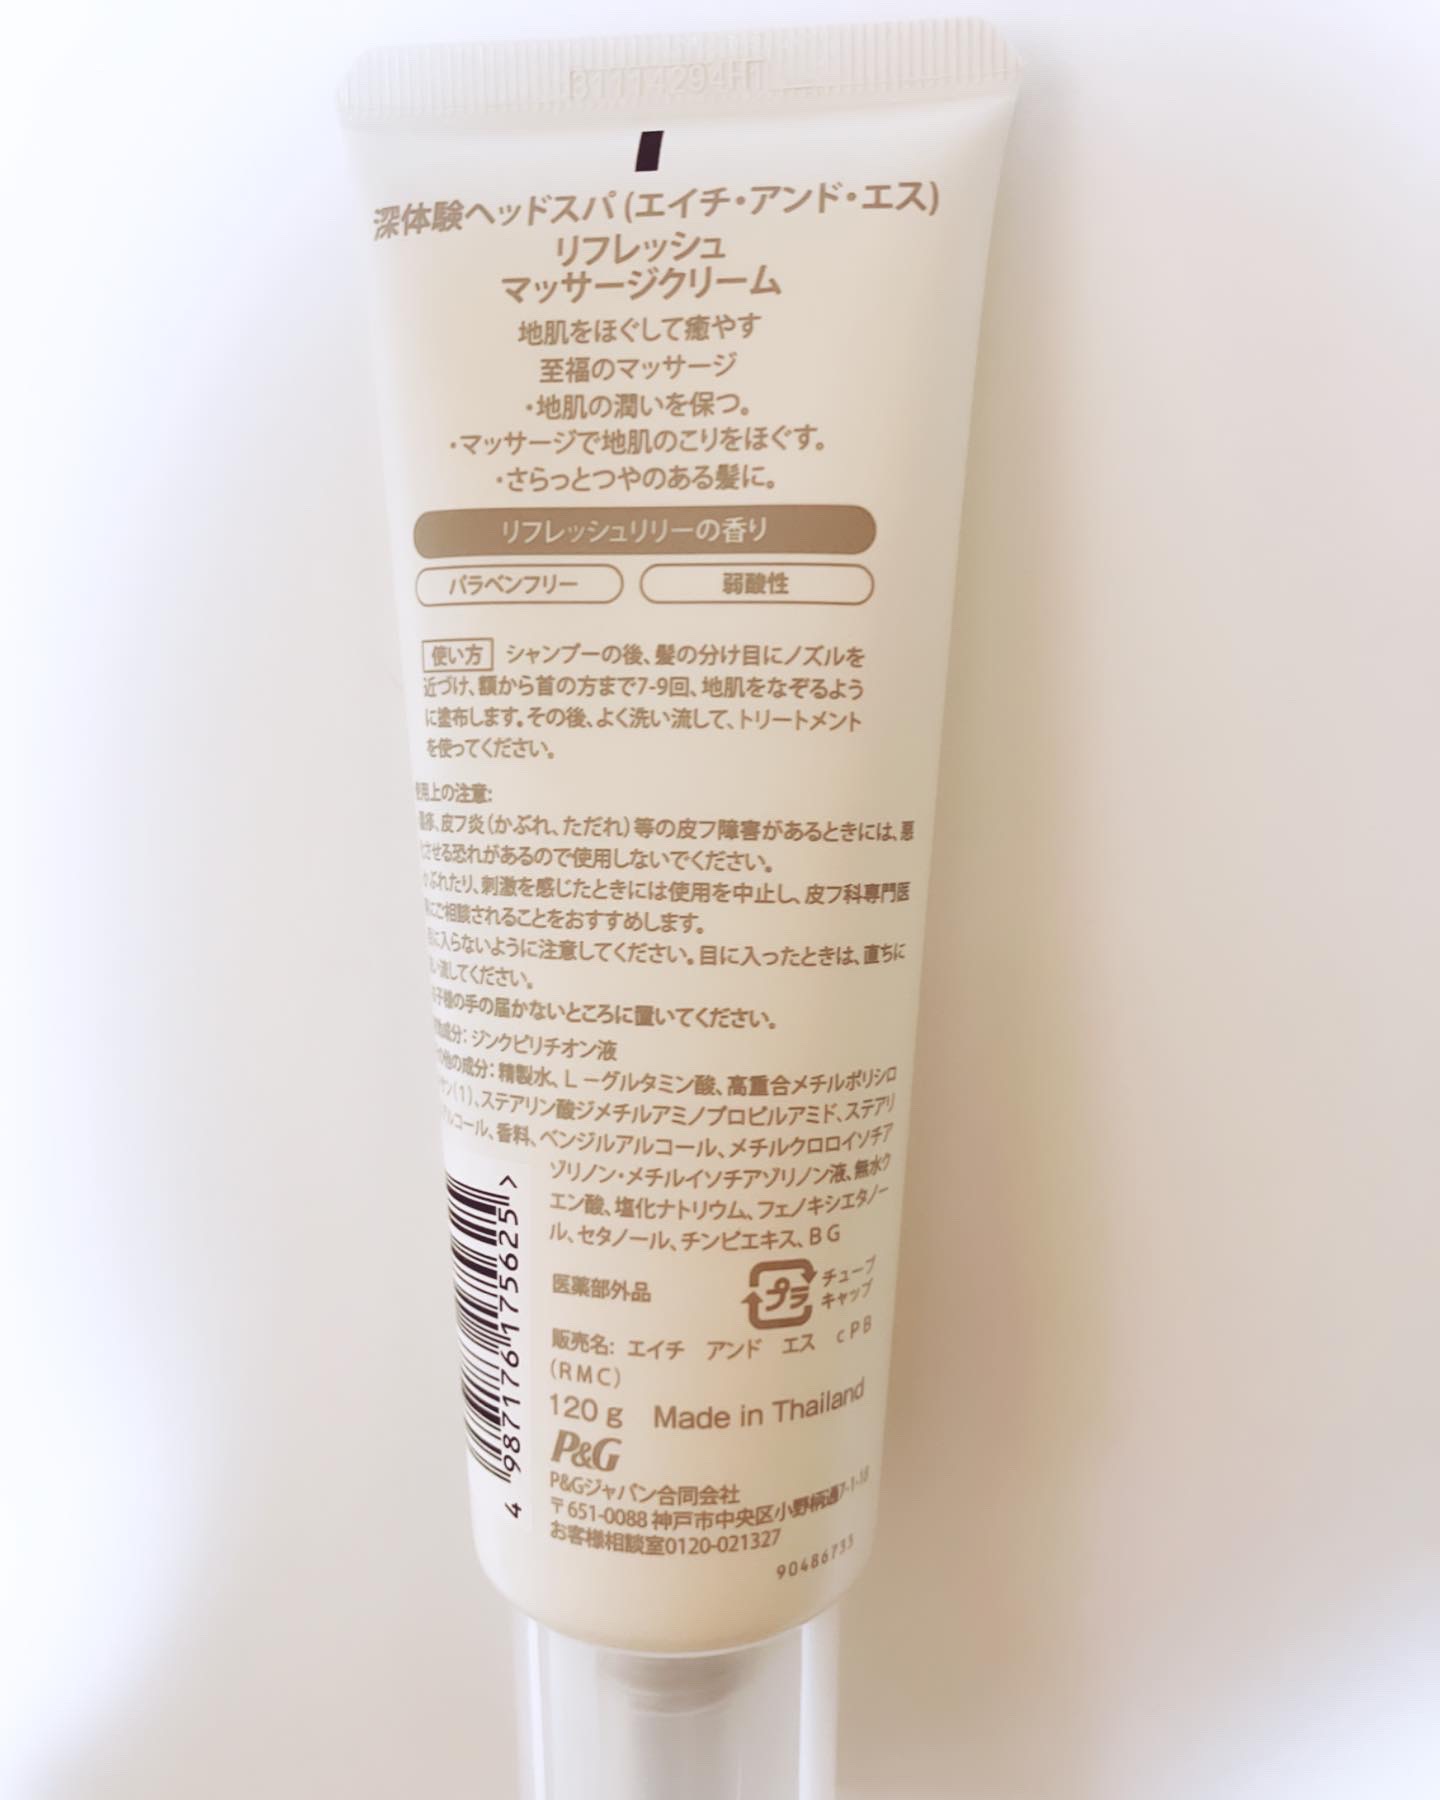 31114294H1
深体験ヘッドスパ (エイチ・アンド・エス)
リフレッシュ
マッサージクリーム
地肌をほぐして癒やす
至福のマッサージ
・地肌の潤いを保つ。
・マッサージで地肌のこりをほぐす。
・さらっとつやのある髪に。
リフレッシュリリーの香り
パラベンフリー 弱酸性
使い方 シャンプーの後、髪の分け目にノズルを
近づけ、額から首の方まで7-9回、地肌をなぞるよう
に塗布します。その後、よく洗い流して、トリートメント
を使ってください。
使用上の注意:
湿疹、皮フ炎(かぶれ、ただれ)等の皮フ障害があるときには、悪
化させる恐れがあるので使用しないでください。
かぶれたり、刺激を感じたときには使用を中止し、皮フ科専門医
等にご相談されることをおすすめします。
目に入らないように注意してください。目に入ったときは、直ちに
洗い流してください。
お子様の手の届かないところに置いてください。
有効成分: ジンクピリチオン液
その他の成分: 精製水、L－グルタミン酸、高重合メチルポリシロ
キサン(1)、ステアリン酸ジメチルアミノプロピルアミド、ステアリ
ルアルコール、香料、ベンジルアルコール、メチルクロロイソチア
ゾリノン・メチルイソチアゾリノン液、無水ク
エン酸、塩化ナトリウム、フェノキシエタノー
ル、セタノール、チンピエキス、BG
医薬部外品 プラ チューブ
キャップ
販売名: エイチ アンド エス cPB
(RMC)
120g Made in Thailand
P&G
P&Gジャパン合同会社
〒651-0088 神戸市中央区小野柄通7-1-18
お客様相談室0120-021327
90486733
4 987176 175625 >